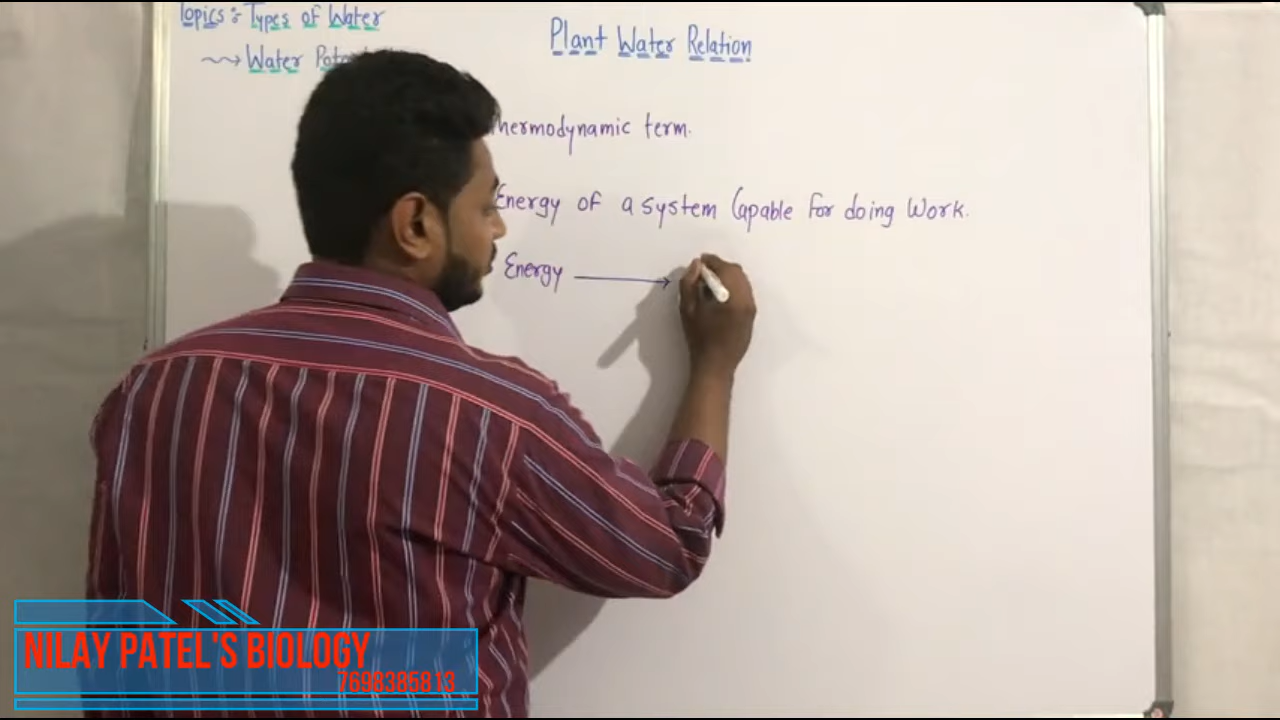 Topics: Types of Water
Plant Water Relation
Water
thermodynamic term.
Energy of a system Capable for doing Work.
Energy
NILAY PATEL'S BIOLOGY
7698385813